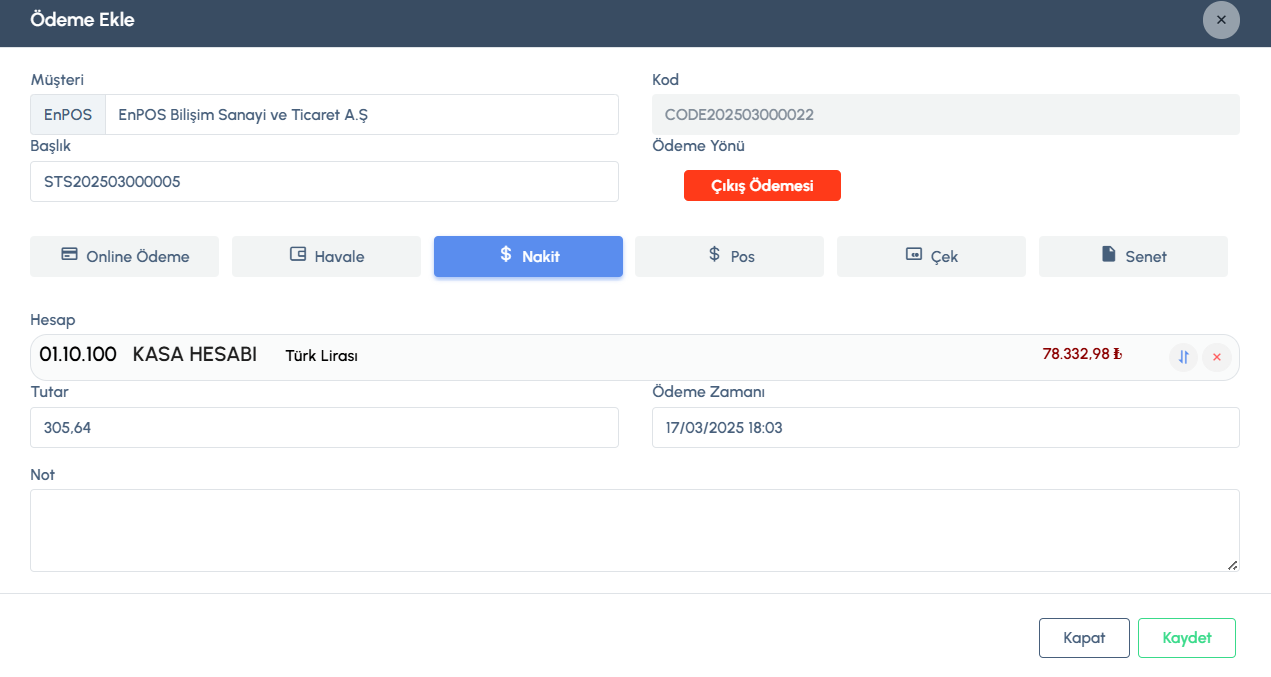 Ödeme Ekle
Müşteri
Kod
EnPOS EnPOS Bilişim Sanayi ve Ticaret A.Ş
CODE202503000022
Başlık
Ödeme Yönü
STS202503000005
Çıkış Ödemesi
Online Ödeme
Havale
Nakit
Pos
Çek
Senet
Hesap
01.10.100 KASA HESABI Türk Lirası 78.332,98 ₺
Tutar
Ödeme Zamanı
305,64
17/03/2025 18:03
Not
Kapat
Kaydet